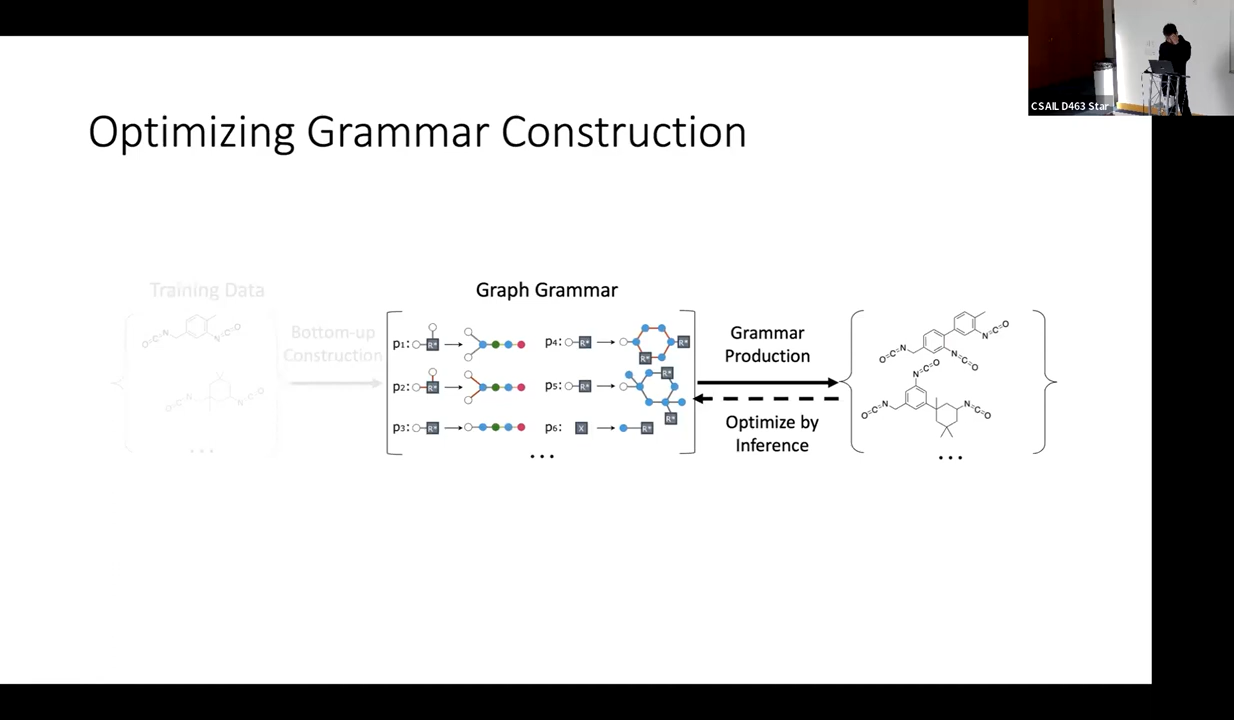 CSAIL D463 Star
Optimizing Grammar Construction
Training Data
Bottom-up
Construction
Graph Grammar
p1: R*
p2: R*
p3: R*
p4: R* R* R*
p5: R* R* R*
p6: X R*
...
Grammar
Production
Optimize by
Inference
O=C=N N=C=O
N=C=O
O=C=N N=C=O
N=C=O
N=C=O
O=C=N N=C=O
...
...